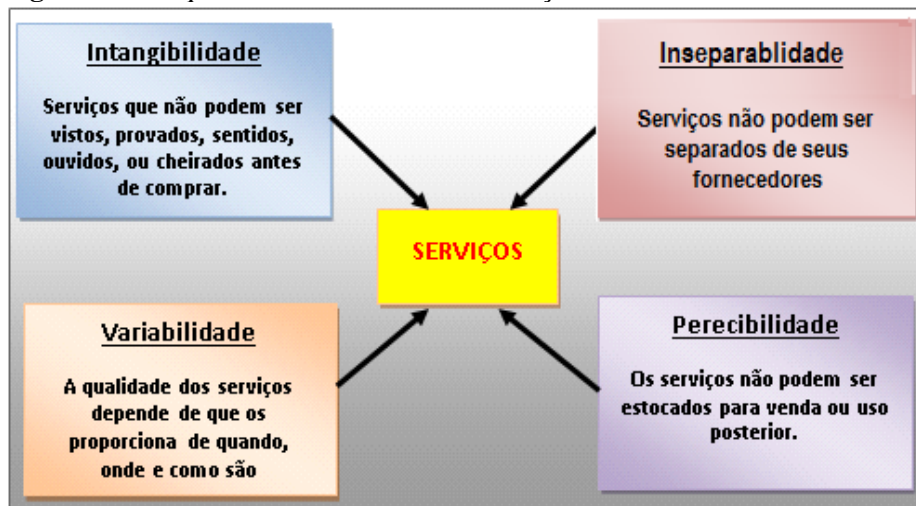 Intangibilidade
Serviços que não podem ser
vistos, provados, sentidos,
ouvidos, ou cheirados antes
de comprar.
Inseparablidade
Serviços não podem ser
separados de seus
fornecedores
SERVIÇOS
Variabilidade
A qualidade dos serviços
depende de que os
proporciona de quando,
onde e como são
Perecibilidade
Os serviços não podem ser
estocados para venda ou uso
posterior.